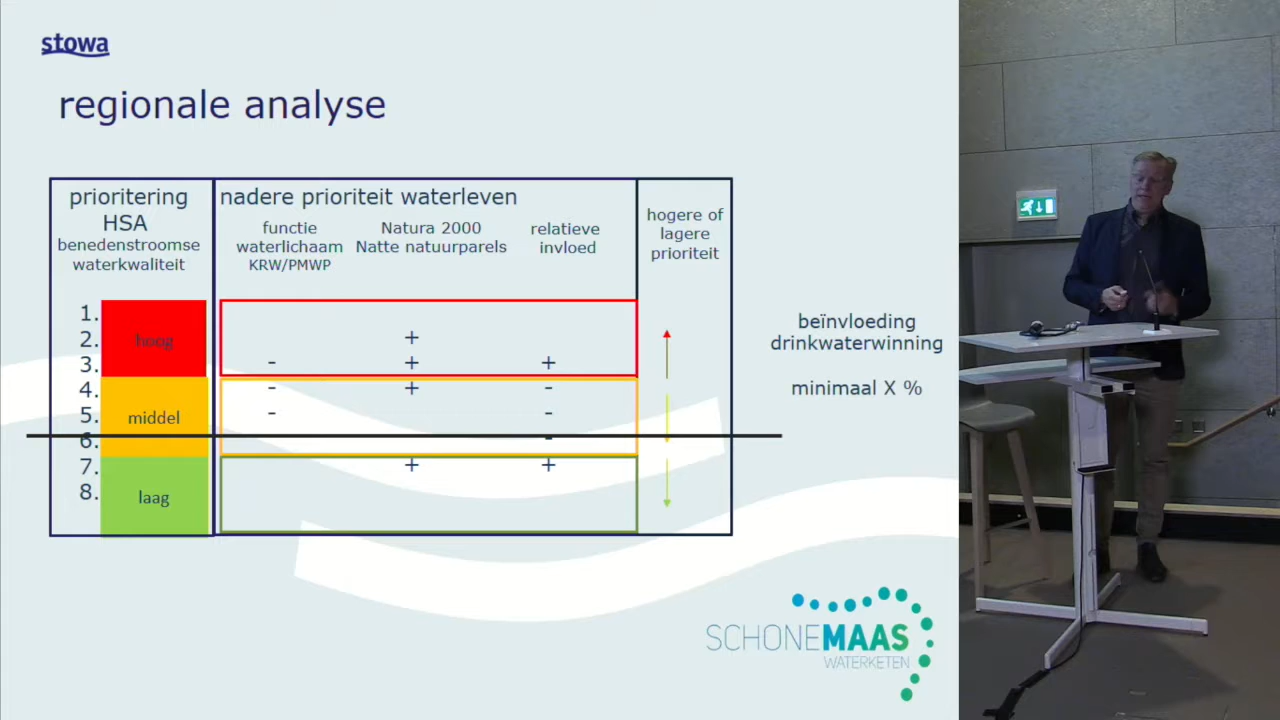 stowa
regionale analyse
prioritering
HSA
benedenstroomse
waterkwaliteit
nadere prioriteit waterleven
functie
waterlichaam
KRW/PMWP
Natura 2000
Natte natuurparels
relatieve
invloed
hogere of
lagere
prioriteit
1.
2. hoog +
3. - + +
4. - + -
5. middel - -
6. -
7. + +
8. laag
beïnvloeding
drinkwaterwinning
minimaal X %
SCHONEMAAS
WATERKETEN